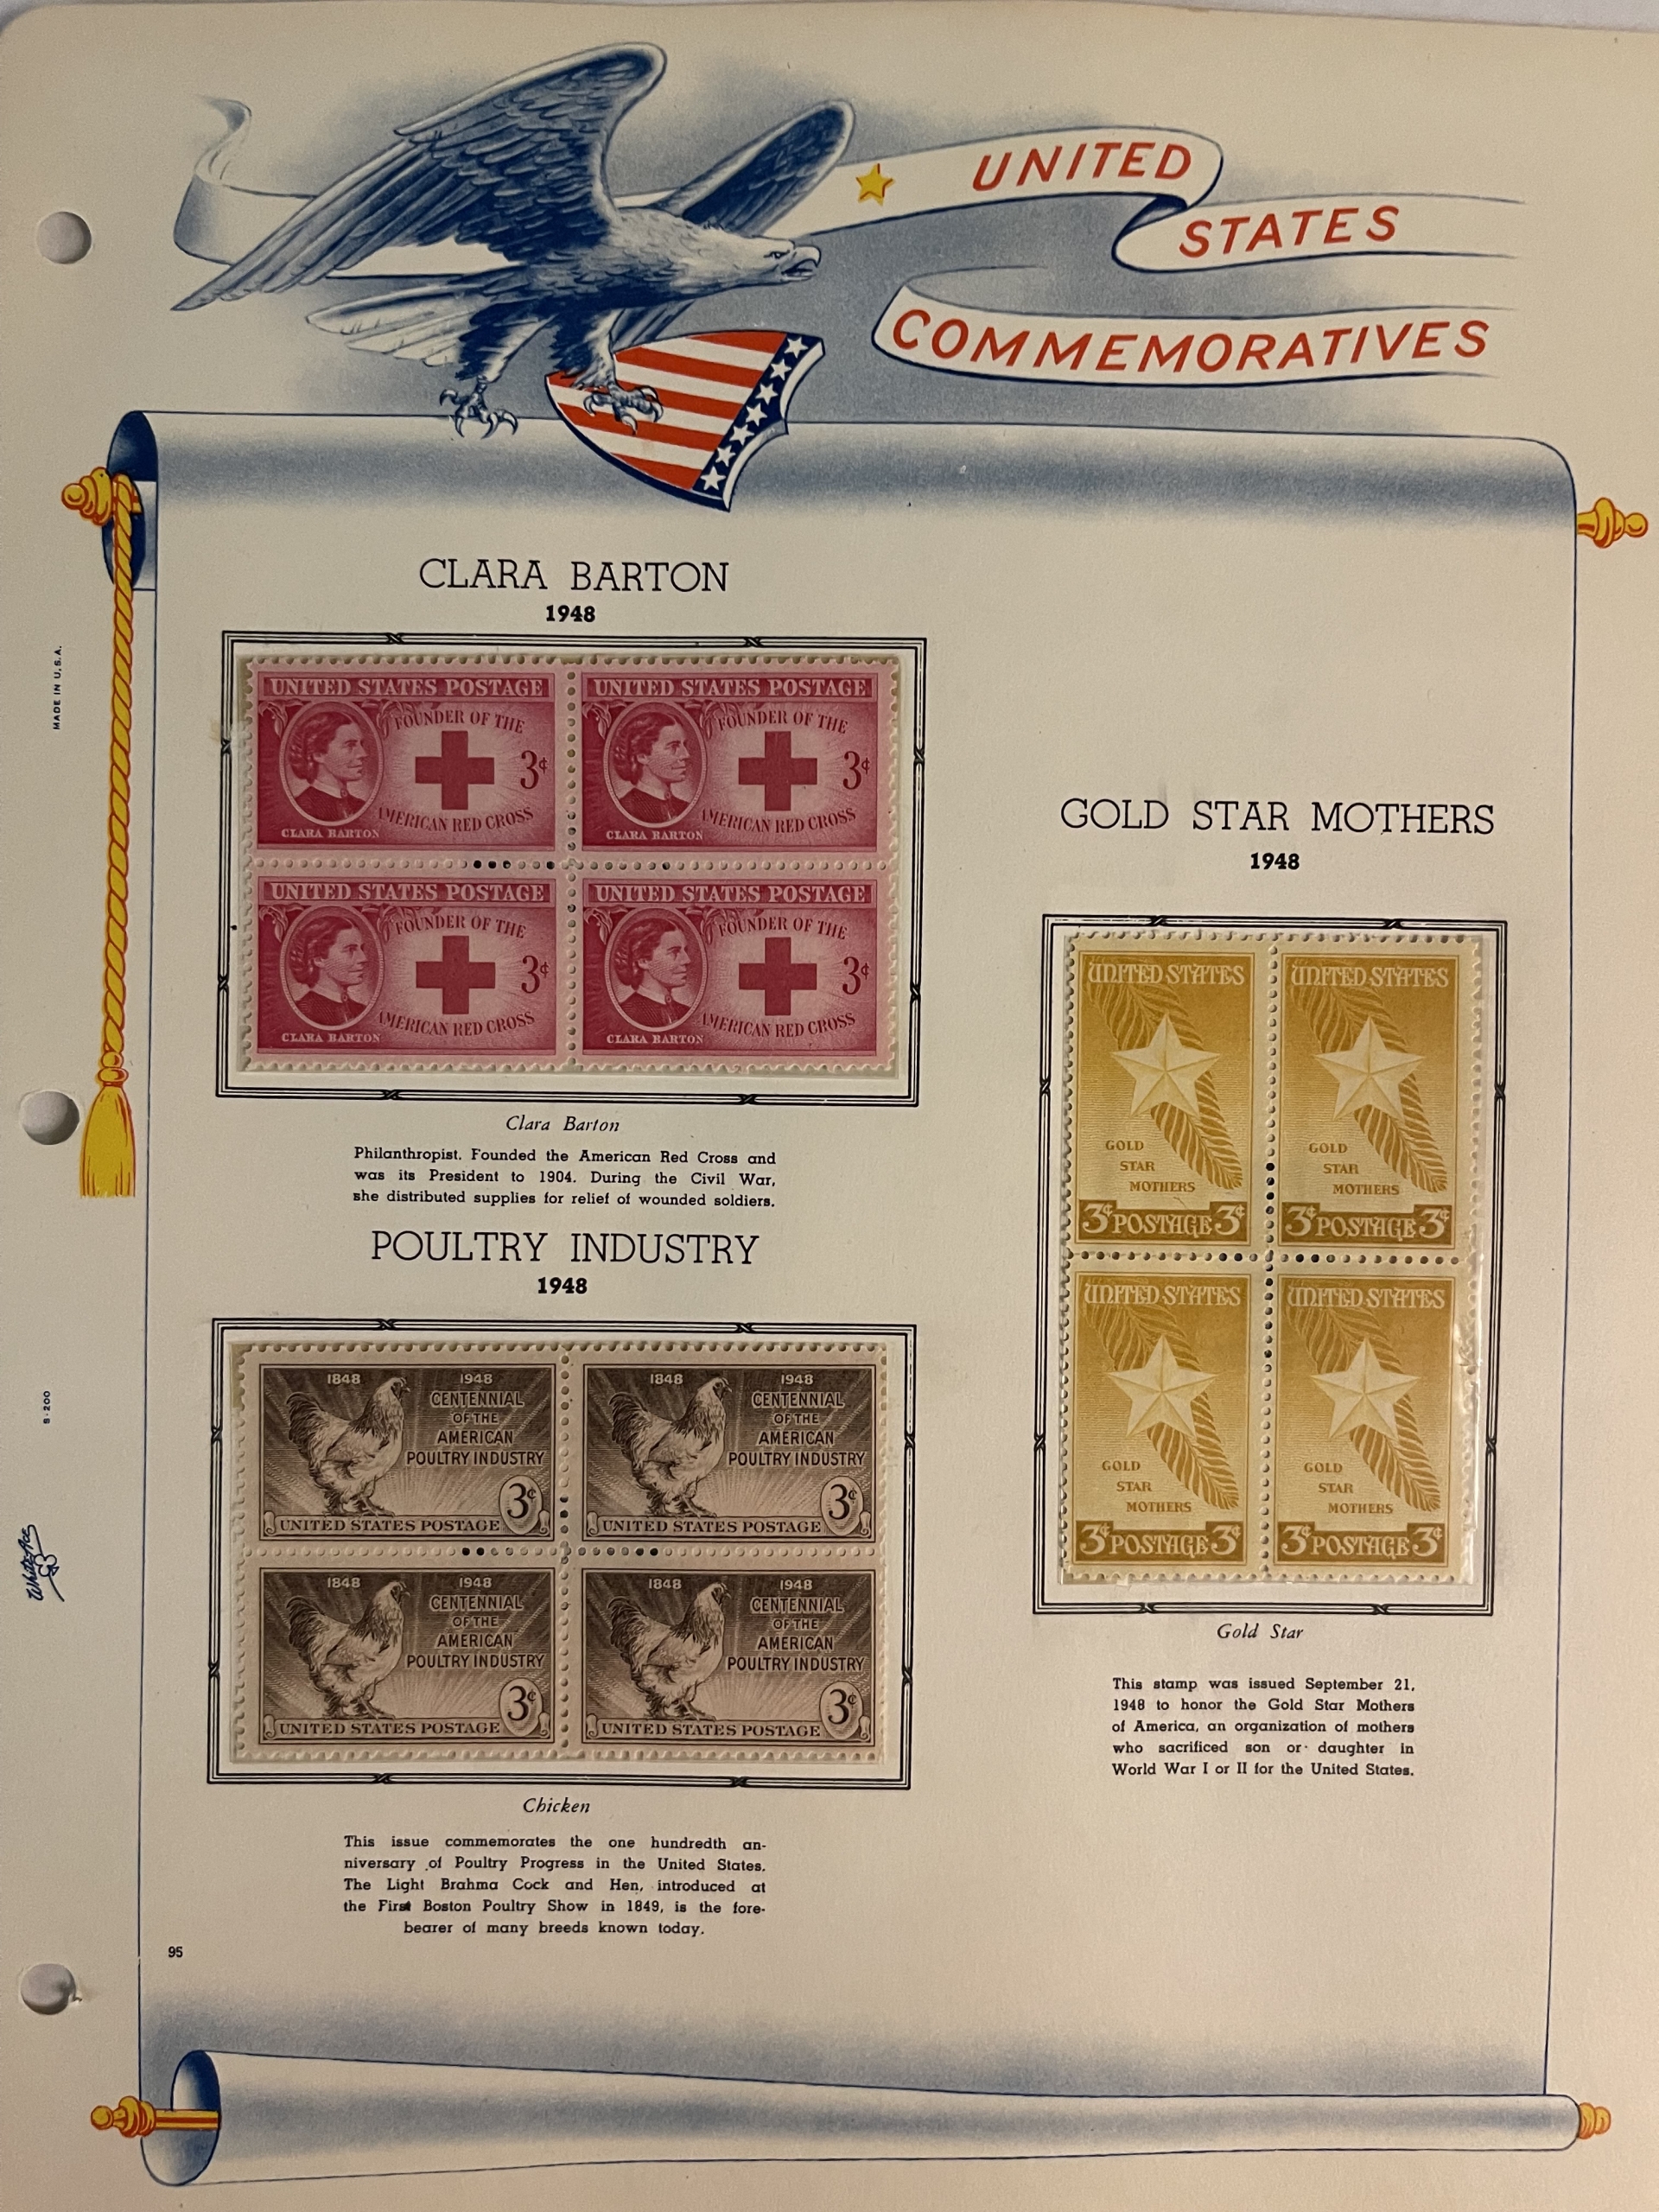 UNITED
STATES
COMMEMORATIVES
CLARA BARTON
1948
UNITED STATES POSTAGE
FOUNDER OF THE
3¢
AMERICAN RED CROSS
CLARA BARTON
UNITED STATES POSTAGE
FOUNDER OF THE
3¢
AMERICAN RED CROSS
CLARA BARTON
UNITED STATES POSTAGE
FOUNDER OF THE
3¢
AMERICAN RED CROSS
CLARA BARTON
UNITED STATES POSTAGE
FOUNDER OF THE
3¢
AMERICAN RED CROSS
CLARA BARTON
Clara Barton
Philanthropist. Founded the American Red Cross and
was its President to 1904. During the Civil War,
she distributed supplies for relief of wounded soldiers.
POULTRY INDUSTRY
1948
1848 1948
CENTENNIAL
OF THE
AMERICAN
POULTRY INDUSTRY
3¢
UNITED STATES POSTAGE
1848 1948
CENTENNIAL
OF THE
AMERICAN
POULTRY INDUSTRY
3¢
UNITED STATES POSTAGE
1848 1948
CENTENNIAL
OF THE
AMERICAN
POULTRY INDUSTRY
3¢
UNITED STATES POSTAGE
1848 1948
CENTENNIAL
OF THE
AMERICAN
POULTRY INDUSTRY
3¢
UNITED STATES POSTAGE
Chicken
This issue commemorates the one hundredth an-
niversary of Poultry Progress in the United States.
The Light Brahma Cock and Hen, introduced at
the First Boston Poultry Show in 1849, is the fore-
bearer of many breeds known today.
GOLD STAR MOTHERS
1948
UNITED STATES
GOLD
STAR
MOTHERS
3¢ POSTAGE 3¢
UNITED STATES
GOLD
STAR
MOTHERS
3¢ POSTAGE 3¢
UNITED STATES
GOLD
STAR
MOTHERS
3¢ POSTAGE 3¢
UNITED STATES
GOLD
STAR
MOTHERS
3¢ POSTAGE 3¢
Gold Star
This stamp was issued September 21,
1948 to honor the Gold Star Mothers
of America, an organization of mothers
who sacrificed son or daughter in
World War I or II for the United States.
95
MADE IN U.S.A.
S-200
White Ace